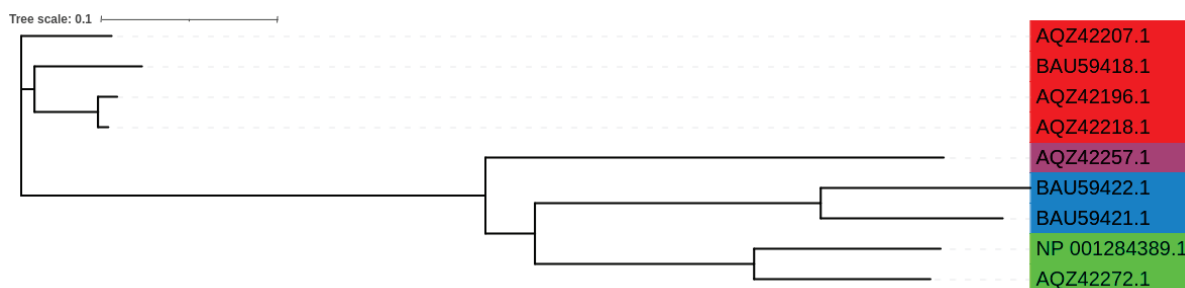 Tree scale: 0.1
AQZ42207.1
BAU59418.1
AQZ42196.1
AQZ42218.1
AQZ42257.1
BAU59422.1
BAU59421.1
NP 001284389.1
AQZ42272.1